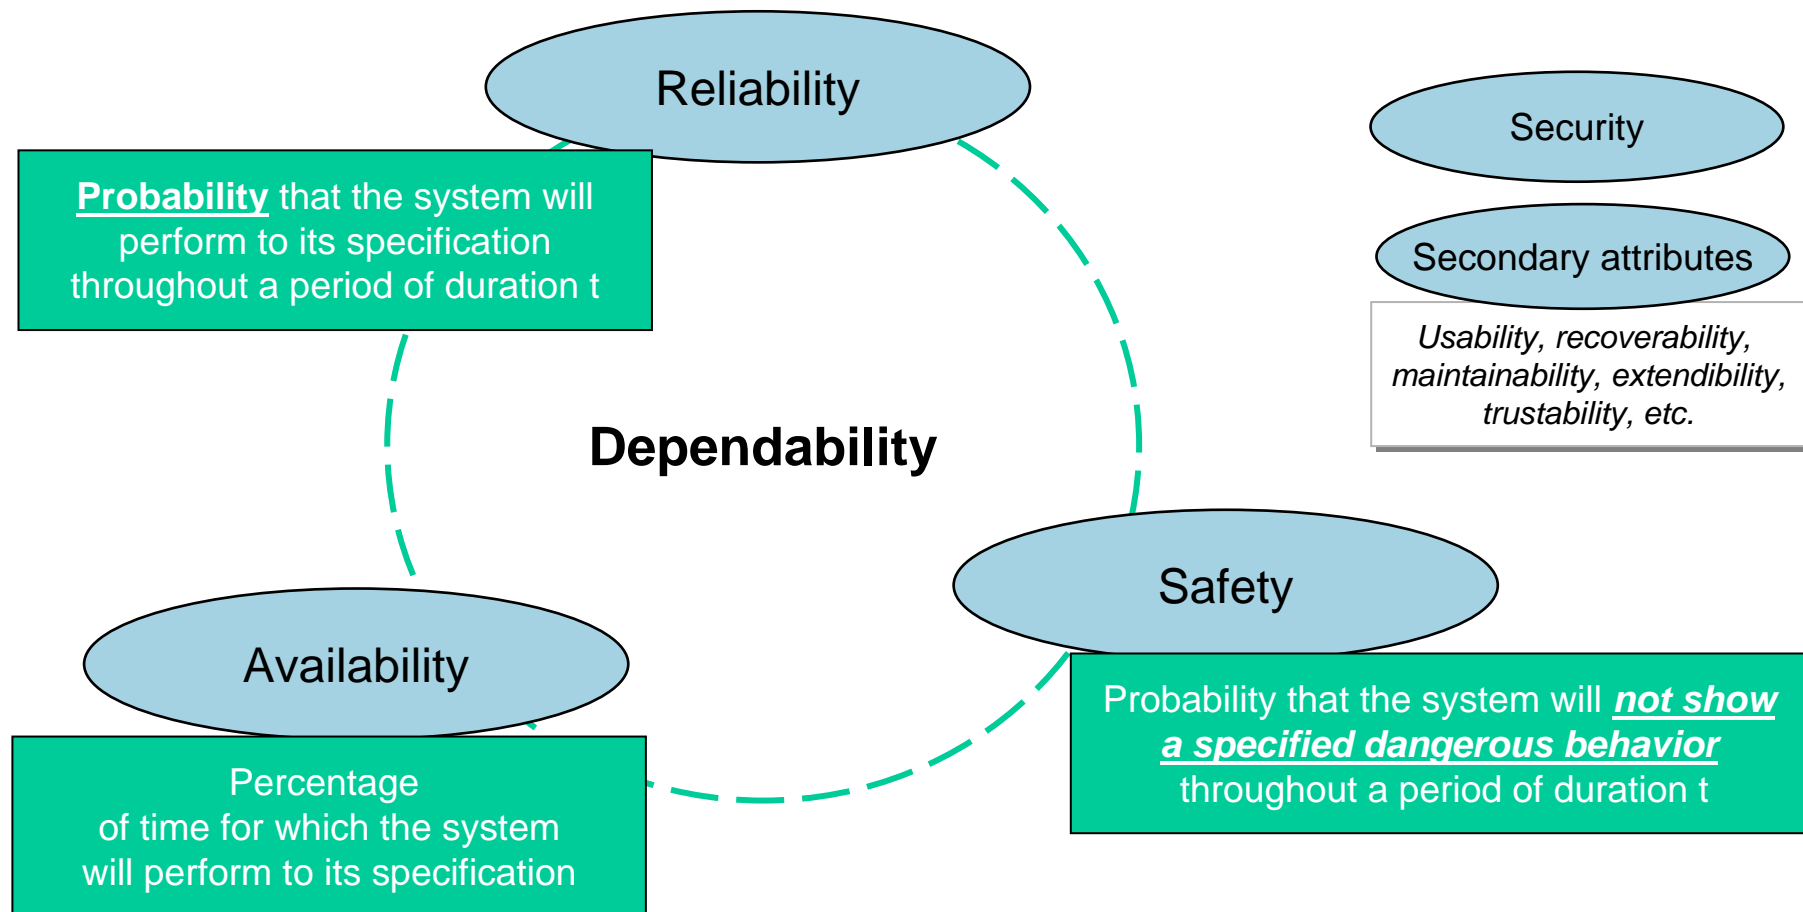 Reliability
Probability that the system will
perform to its specification
throughout a period of duration t
Security
Secondary attributes
Usability, recoverability,
maintainability, extendibility,
trustability, etc.
Dependability
Safety
Probability that the system will not show
a specified dangerous behavior
throughout a period of duration t
Availability
Percentage
of time for which the system
will perform to its specification